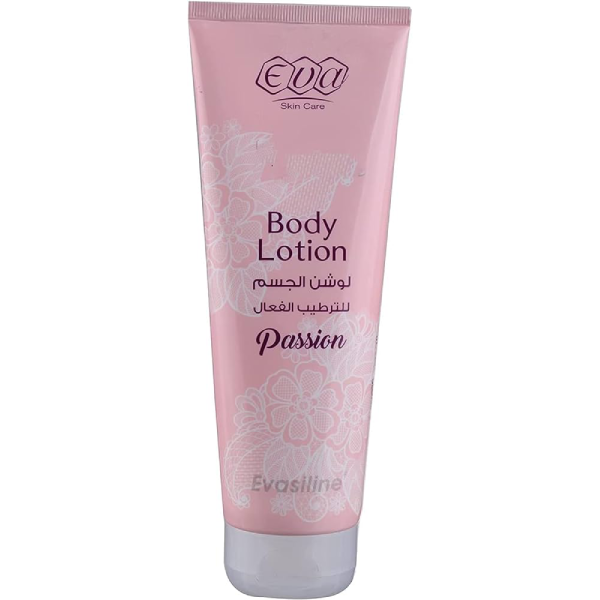 Eva
Skin Care
Body
Lotion
لوشن الجسم
للترطيب الفعال
Passion
Evasiline